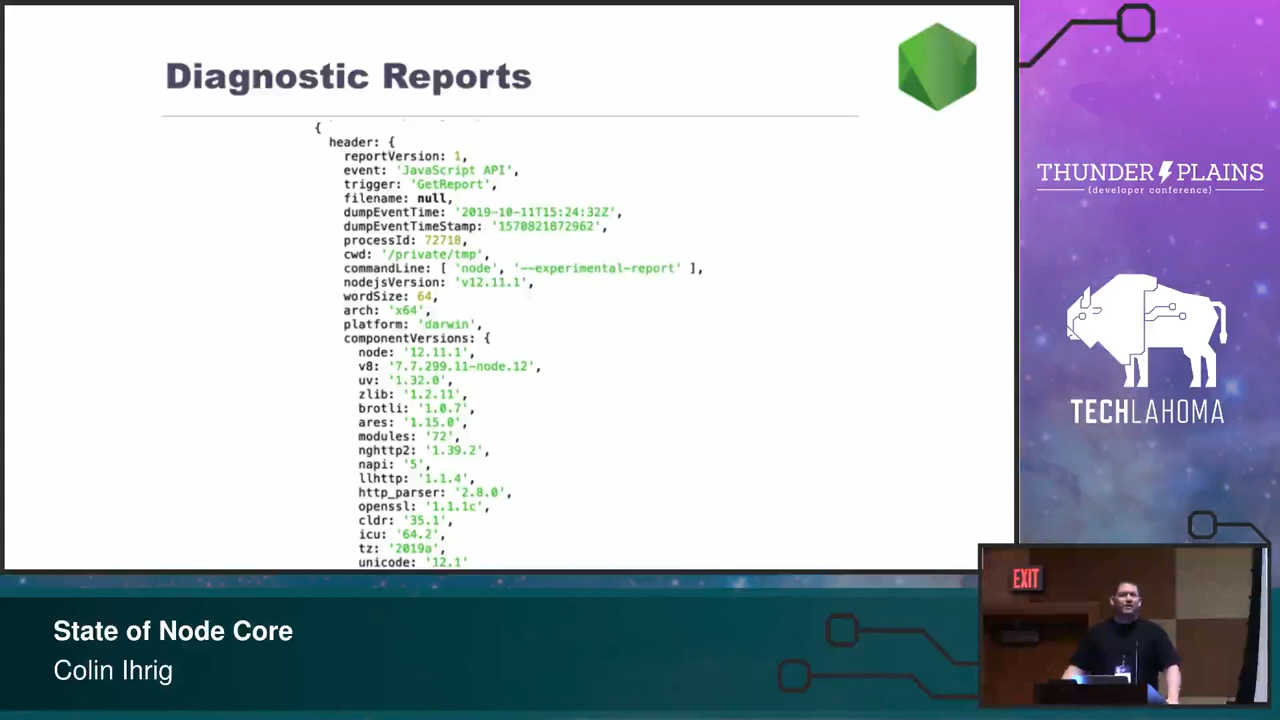 Diagnostic Reports
{
header: {
reportVersion: 1,
event: 'JavaScript API',
trigger: 'GetReport',
filename: null,
dumpEventTime: '2019-10-11T15:24:32Z',
dumpEventTimeStamp: '1570821872962',
processId: 72718,
cwd: '/private/tmp',
commandLine: [ 'node', '--experimental-report' ],
nodejsVersion: 'v12.11.1',
wordSize: 64,
arch: 'x64',
platform: 'darwin',
componentVersions: {
node: '12.11.1',
v8: '7.7.299.11-node.12',
uv: '1.32.0',
zlib: '1.2.11',
brotli: '1.0.7',
ares: '1.15.0',
modules: '72',
nghttp2: '1.39.2',
napi: '5',
llhttp: '1.1.4',
http_parser: '2.8.0',
openssl: '1.1.1c',
cldr: '35.1',
icu: '64.2',
tz: '2019a',
unicode: '12.1'
THUNDER PLAINS
{developer conference}
TECHLAHOMA
EXIT
State of Node Core
Colin Ihrig